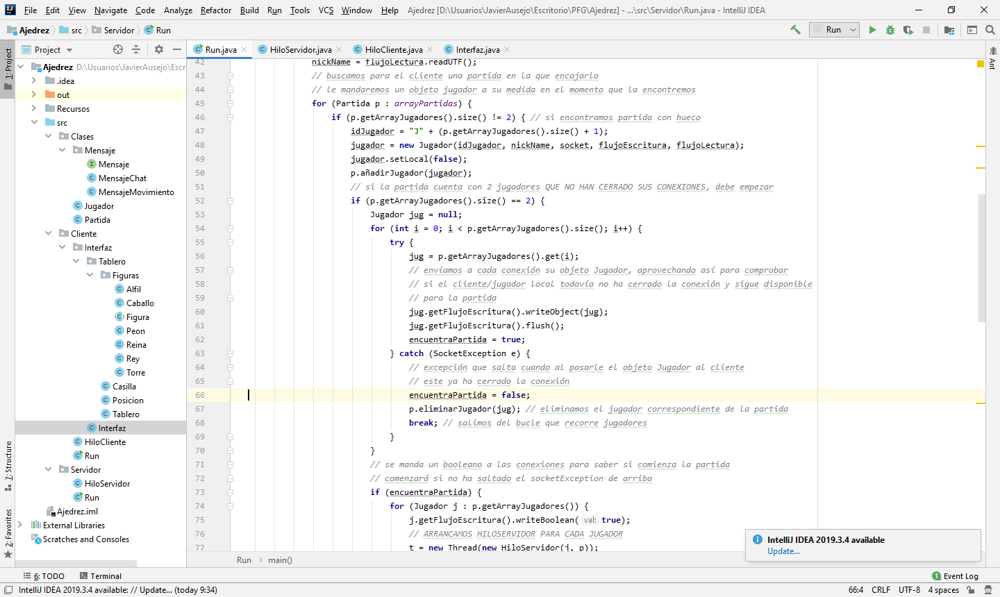 File Edit View Navigate Code Analyze Refactor Build Run Tools VCS Window Help Ajedrez [D:\Usuarios\JavierAusejo\Escritorio\PFG\Ajedrez] - ...\src\Servidor\Run.java - IntelliJ IDEA
Ajedrez src Servidor Run Run
1: Project
Project
Run.java HiloServidor.java HiloCliente.java Interfaz.java
Ajedrez D:\Usuarios\JavierAusejo\Escr
.idea
out
Recursos
src
Clases
Mensaje
Mensaje
MensajeChat
MensajeMovimiento
Jugador
Partida
Cliente
Interfaz
Tablero
Figuras
Alfil
Caballo
Figura
Peon
Reina
Rey
Torre
Casilla
Posicion
Tablero
Interfaz
HiloCliente
Run
Servidor
HiloServidor
Run
Ajedrez.iml
External Libraries
Scratches and Consoles
7: Structure
2: Favorites
42 nickName = flujoLectura.readUTF();
43 // buscamos para el cliente una partida en la que encajarlo
44 // le mandaremos un objeto jugador a su medida en el momento que la encontremos
45 for (Partida p : arrayPartidas) {
46 if (p.getArrayJugadores().size() != 2) { // si encontramos partida con hueco
47 idJugador = "J" + (p.getArrayJugadores().size() + 1);
48 jugador = new Jugador(idJugador, nickName, socket, flujoEscritura, flujoLectura);
49 jugador.setLocal(false);
50 p.añadirJugador(jugador);
51 // si la partida cuenta con 2 jugadores QUE NO HAN CERRADO SUS CONEXIONES, debe empezar
52 if (p.getArrayJugadores().size() == 2) {
53 Jugador jug = null;
54 for (int i = 0; i < p.getArrayJugadores().size(); i++) {
55 try {
56 jug = p.getArrayJugadores().get(i);
57 // envíamos a cada conexión su objeto Jugador, aprovechando así para comprobar
58 // si el cliente/jugador local todavía no ha cerrado la conexión y sigue disponible
59 // para la partida
60 jug.getFlujoEscritura().writeObject(jug);
61 jug.getFlujoEscritura().flush();
62 encuentraPartida = true;
63 } catch (SocketException e) {
64 // excepción que salta cuando al pasarle el objeto Jugador al cliente
65 // este ya ha cerrado la conexión
66 encuentraPartida = false;
67 p.eliminarJugador(jug); // eliminamos el jugador correspondiente de la partida
68 break; // salimos del bucle que recorre jugadores
69 }
70 }
71 // se manda un booleano a las conexiones para saber si comienza la partida
72 // comenzará si no ha saltado el socketException de arriba
73 if (encuentraPartida) {
74 for (Jugador j : p.getArrayJugadores()) {
75 j.getFlujoEscritura().writeBoolean( val: true);
76 // ARRANCAMOS HILOSERVIDOR PARA CADA JUGADOR
77 t = new Thread(new HiloServidor(j, p));
Ant
IntelliJ IDEA 2019.3.4 available
Update...
Run main()
6: TODO Terminal 1 Event Log
IntelliJ IDEA 2019.3.4 available: // Update... (today 9:34) 66:4 CRLF UTF-8 4 spaces